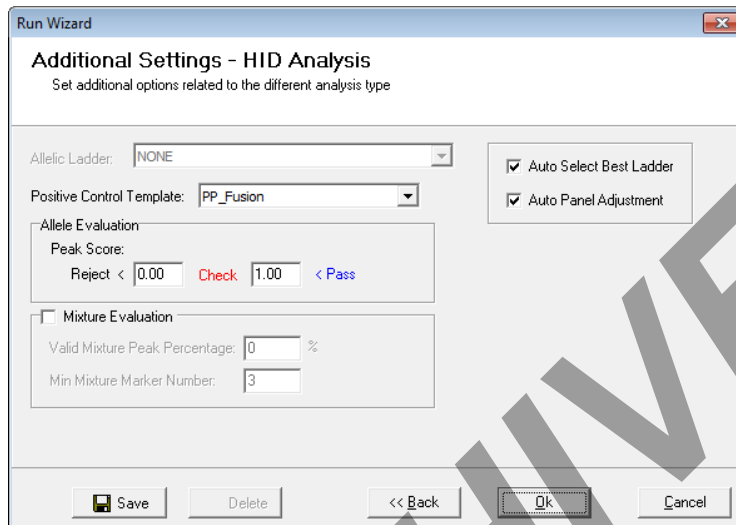 Run Wizard
Additional Settings - HID Analysis
Set additional options related to the different analysis type
Allelic Ladder: NONE
Auto Select Best Ladder
Positive Control Template: PP_Fusion
Auto Panel Adjustment
Allele Evaluation
Peak Score:
Reject < 0.00 Check 1.00 < Pass
Mixture Evaluation
Valid Mixture Peak Percentage: 0 %
Min Mixture Marker Number: 3
Save Delete << Back Ok Cancel